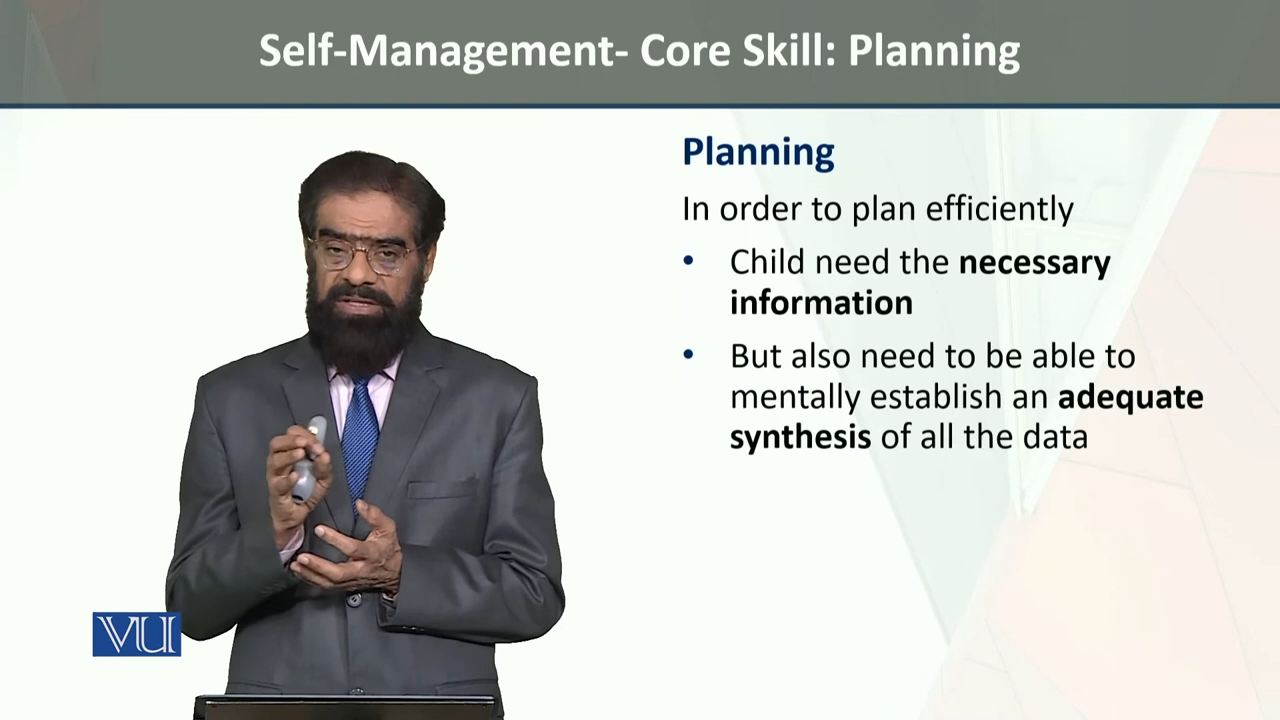 Self-Management- Core Skill: Planning
Planning
In order to plan efficiently
• Child need the necessary
information
• But also need to be able to
mentally establish an adequate
synthesis of all the data
VU